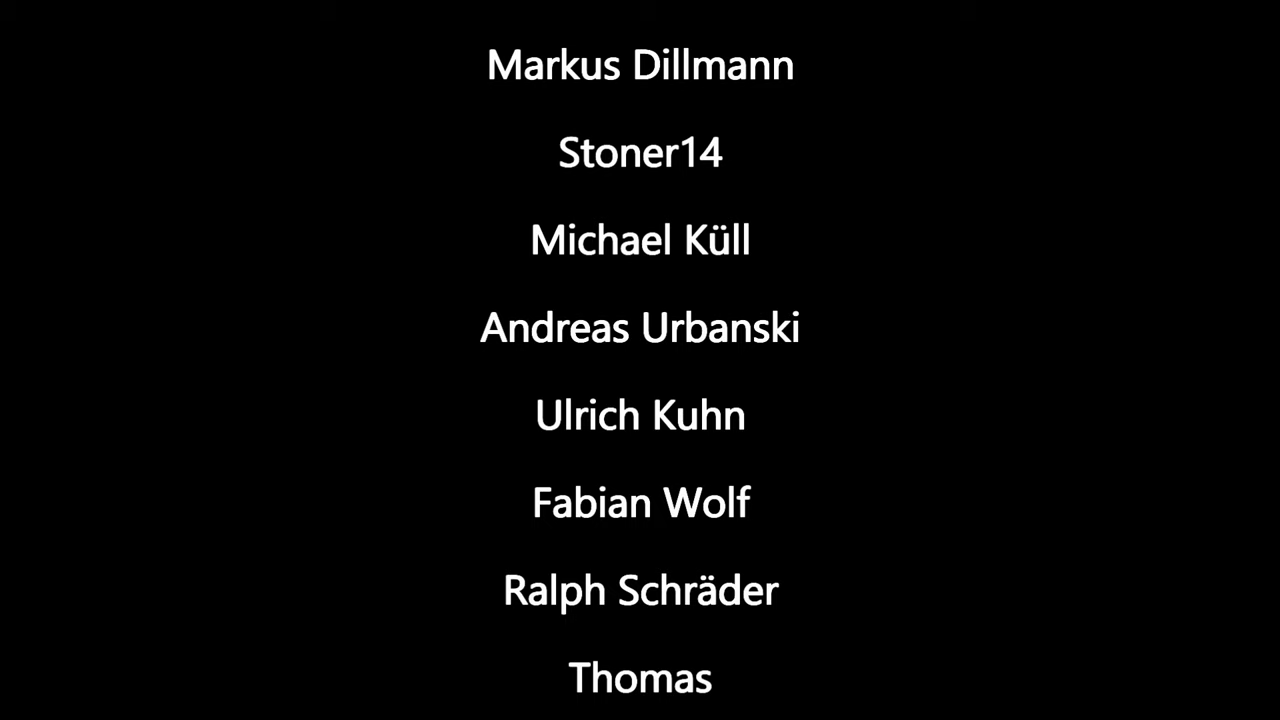 Markus Dillmann
Stoner14
Michael Küll
Andreas Urbanski
Ulrich Kuhn
Fabian Wolf
Ralph Schräder
Thomas